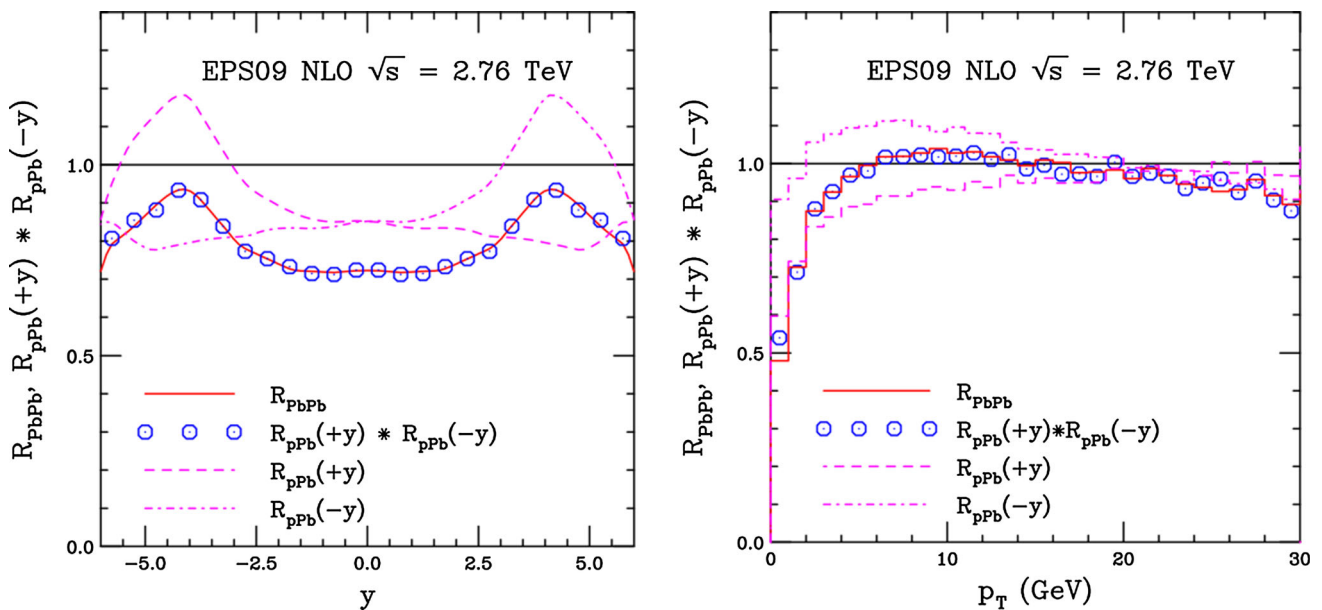 EPS09 NLO √s = 2.76 TeV
R_PbPb, R_pPb(+y) * R_pPb(−y)
1.0
0.5
0.0
R_PbPb
R_pPb(+y) * R_pPb(−y)
R_pPb(+y)
R_pPb(−y)
−5.0 −2.5 0.0 2.5 5.0
y
EPS09 NLO √s = 2.76 TeV
R_PbPb, R_pPb(+y) * R_pPb(−y)
1.0
0.5
0.0
R_PbPb
R_pPb(+y)*R_pPb(−y)
R_pPb(+y)
R_pPb(−y)
0 10 20 30
p_T (GeV)